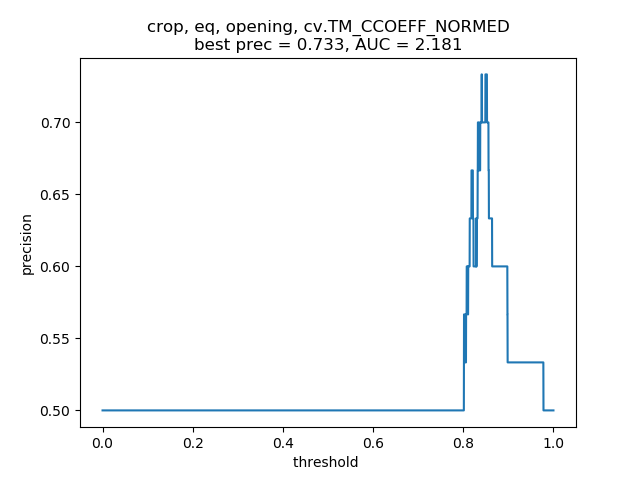 crop, eq, opening, cv.TM_CCOEFF_NORMED
best prec = 0.733, AUC = 2.181
precision
0.70
0.65
0.60
0.55
0.50
0.0 0.2 0.4 0.6 0.8 1.0
threshold